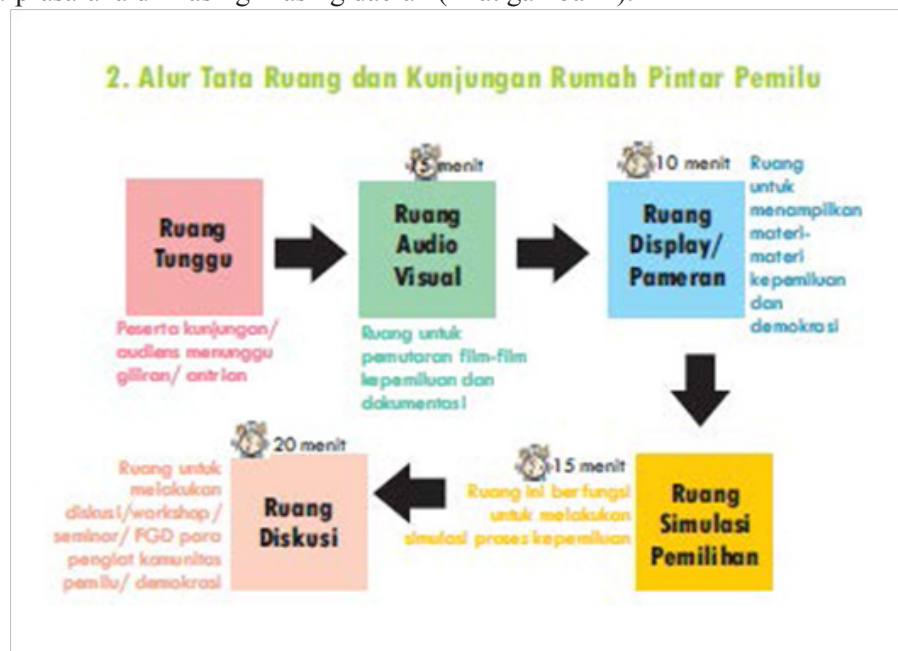 2. Alur Tata Ruang dan Kunjungan Rumah Pintar Pemilu
Ruang
Tunggu
Peserta kunjungan/
audiens menunggu
giliran/ antrian
15 menit
Ruang
Audio
Visual
Ruang untuk
pemutaran film-film
kepemiluan dan
dokumentasi
10 menit
Ruang
Display/
Pameran
Ruang
untuk
menampilkan
materi-
materi
kepemiluan
dan
demokrasi
15 menit
Ruang
Simulasi
Pemilihan
Ruang ini berfungsi
untuk melakukan
simulasi proses kepemiluan
20 menit
Ruang
Diskusi
Ruang untuk
melakukan
diskusi/workshop/
seminar/ FGD para
pengiat komunitas
pemilu/ demokrasi